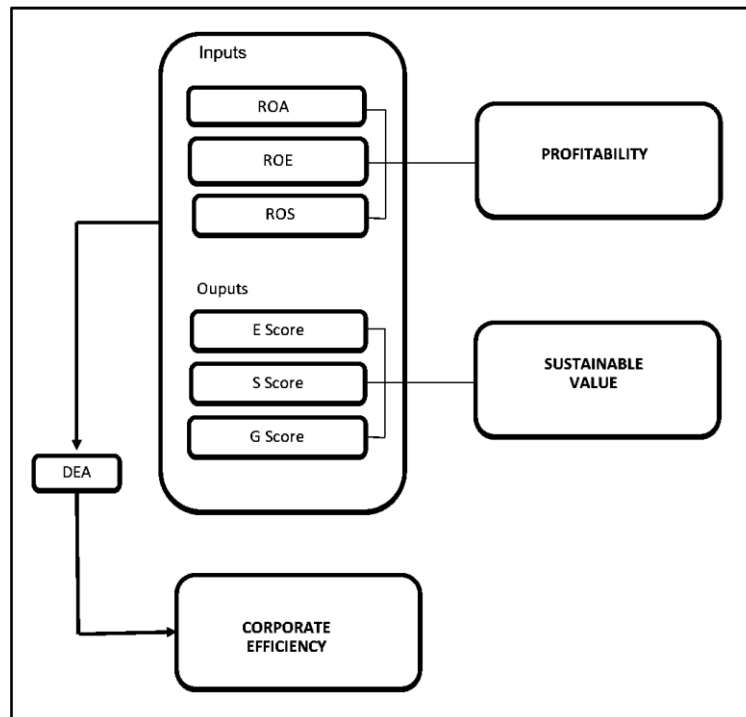 Inputs
ROA
ROE
ROS
PROFITABILITY
Ouputs
E Score
S Score
G Score
SUSTAINABLE
VALUE
DEA
CORPORATE
EFFICIENCY